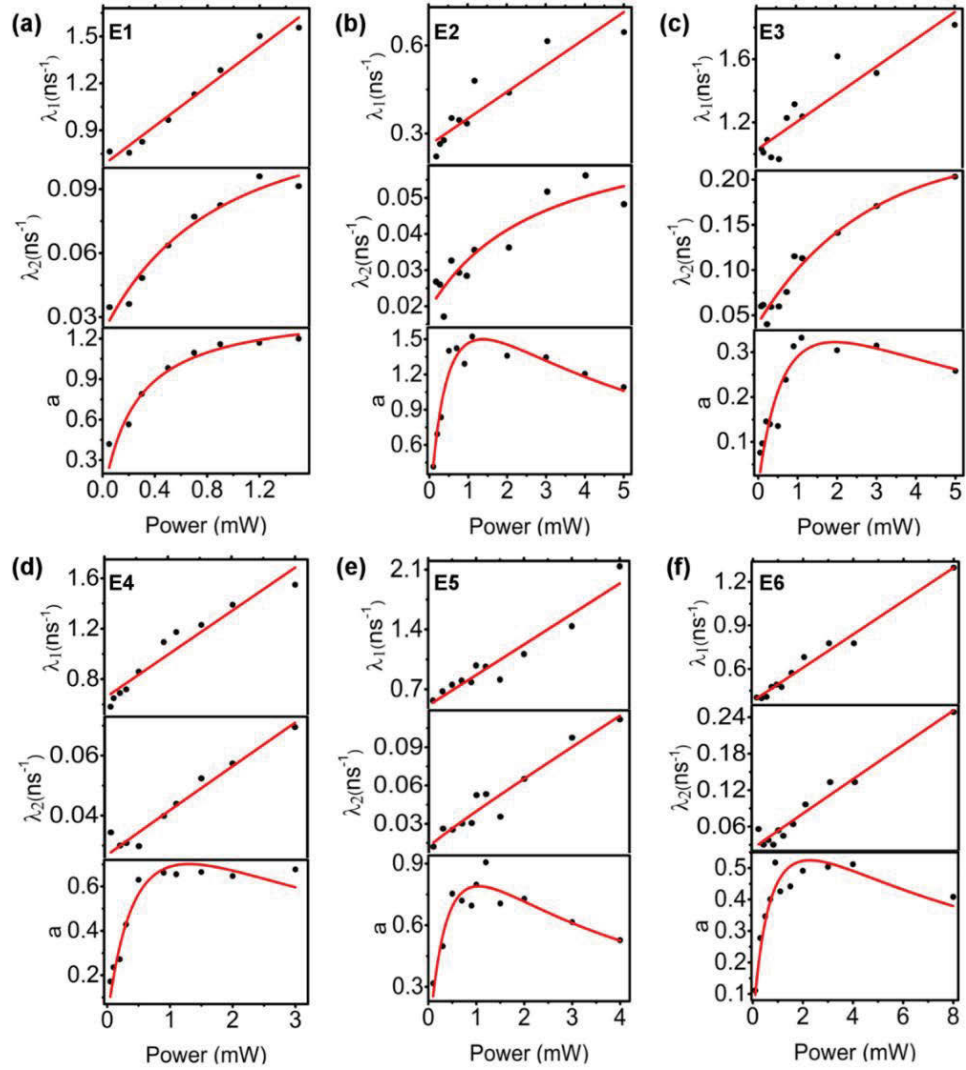 (a) E1
λ₁(ns⁻¹)
1.5
1.2
0.9
λ₂(ns⁻¹)
0.09
0.06
0.03
a
1.2
0.9
0.6
0.3
0.0 0.4 0.8 1.2
Power (mW)
(b) E2
λ₁(ns⁻¹)
0.6
0.3
λ₂(ns⁻¹)
0.05
0.04
0.03
0.02
a
1.5
1.2
0.9
0.6
0 1 2 3 4 5
Power (mW)
(c) E3
λ₁(ns⁻¹)
1.6
1.2
λ₂(ns⁻¹)
0.20
0.15
0.10
0.05
a
0.3
0.2
0.1
0 1 2 3 4 5
Power (mW)
(d) E4
λ₁(ns⁻¹)
1.6
1.2
0.8
λ₂(ns⁻¹)
0.06
0.04
a
0.6
0.4
0.2
0 1 2 3
Power (mW)
(e) E5
λ₁(ns⁻¹)
2.1
1.4
0.7
λ₂(ns⁻¹)
0.09
0.06
0.03
a
0.9
0.6
0.3
0 1 2 3 4
Power (mW)
(f) E6
λ₁(ns⁻¹)
1.2
0.9
0.6
λ₂(ns⁻¹)
0.24
0.18
0.12
0.06
a
0.5
0.4
0.3
0.2
0.1
0 2 4 6 8
Power (mW)